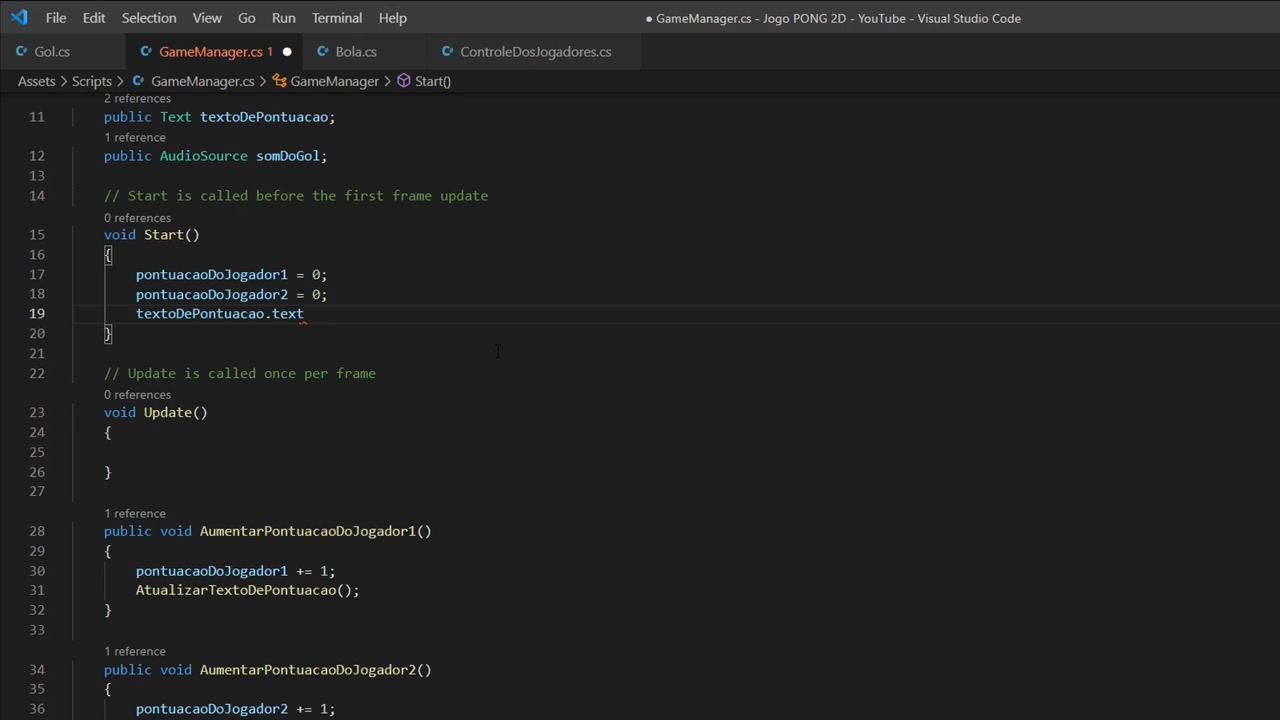 File Edit Selection View Go Run Terminal Help ● GameManager.cs - Jogo PONG 2D - YouTube - Visual Studio Code
Gol.cs GameManager.cs 1 ● Bola.cs ControleDosJogadores.cs
Assets > Scripts > GameManager.cs > GameManager > Start()
2 references
11 public Text textoDePontuacao;
1 reference
12 public AudioSource somDoGol;
13
14 // Start is called before the first frame update
0 references
15 void Start()
16 {
17 pontuacaoDoJogador1 = 0;
18 pontuacaoDoJogador2 = 0;
19 textoDePontuacao.text
20 }
21
22 // Update is called once per frame
0 references
23 void Update()
24 {
25
26 }
27
1 reference
28 public void AumentarPontuacaoDoJogador1()
29 {
30 pontuacaoDoJogador1 += 1;
31 AtualizarTextoDePontuacao();
32 }
33
1 reference
34 public void AumentarPontuacaoDoJogador2()
35 {
36 pontuacaoDoJogador2 += 1;